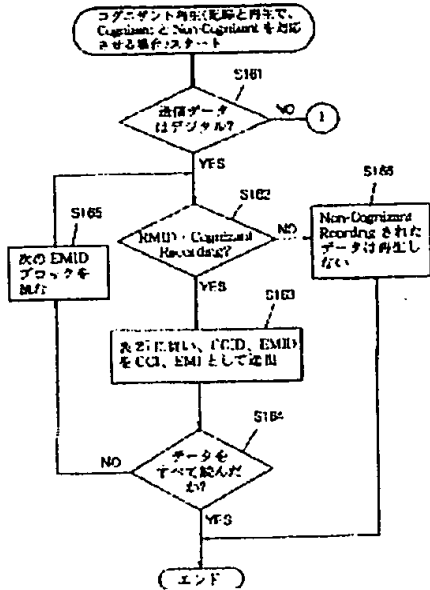 コグニザント再生(記録と再生で、
Cognizant と Non-Cognizant を対応
させる場合)スタート
S161
送信データ
はデジタル?
NO
1
YES
S162
RMID・Cognizant
Recording?
NO
S166
Non-Cognizant
Reording された
データは再生し
ない
S165
次の EMID
ブロックを
読む
YES
S163
に従い、CCID、EMID
を CCI、EMI として送出
S164
データを
すべて読んだ
か?
NO
YES
エンド